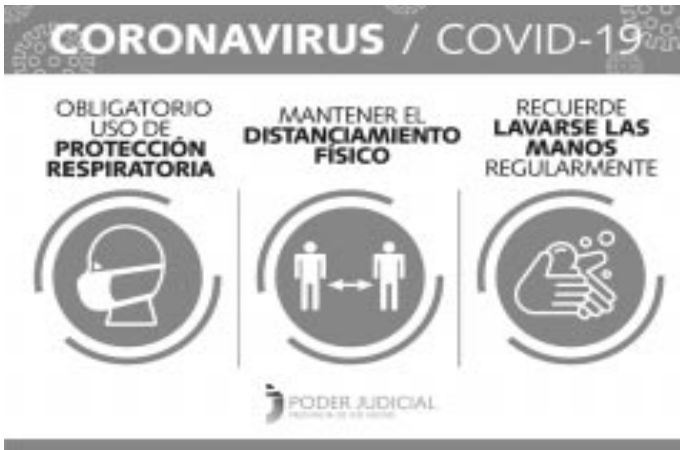 CORONAVIRUS / COVID-19
OBLIGATORIO
USO DE
PROTECCIÓN
RESPIRATORIA
MANTENER EL
DISTANCIAMIENTO
FÍSICO
RECUERDE
LAVARSE LAS
MANOS
REGULARMENTE
PODER JUDICIAL